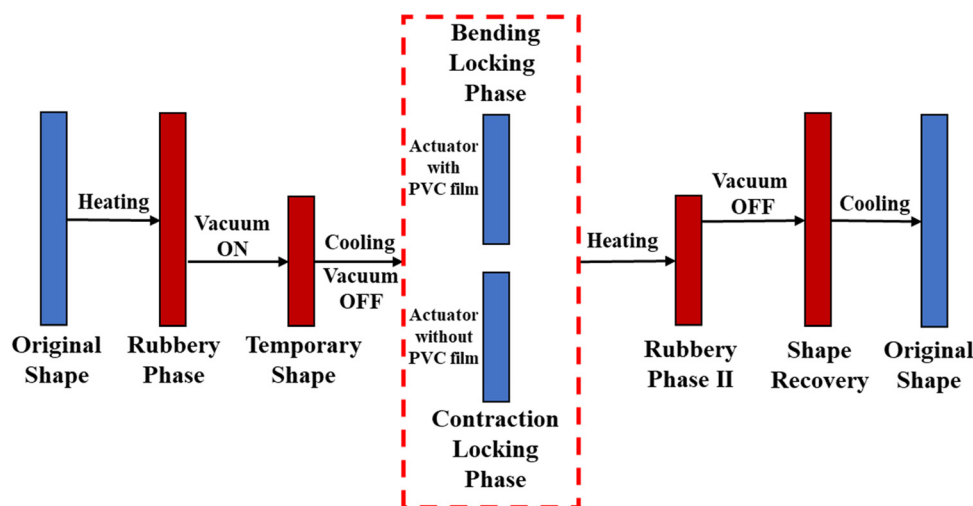 Original
Shape
Heating
Rubbery
Phase
Vacuum
ON
Temporary
Shape
Cooling
Vacuum
OFF
Bending
Locking
Phase
Actuator
with
PVC film
Actuator
without
PVC film
Contraction
Locking
Phase
Heating
Rubbery
Phase II
Vacuum
OFF
Shape
Recovery
Cooling
Original
Shape